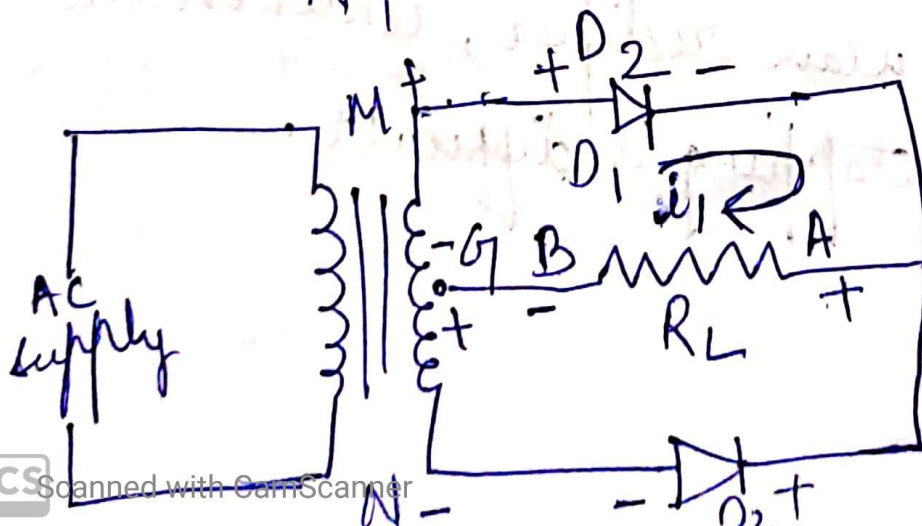 + D2 -
M +
D1
i1
- G B A
- +
AC
supply
+
RL
CS Scanned with CamScanner
N -
- D2 +